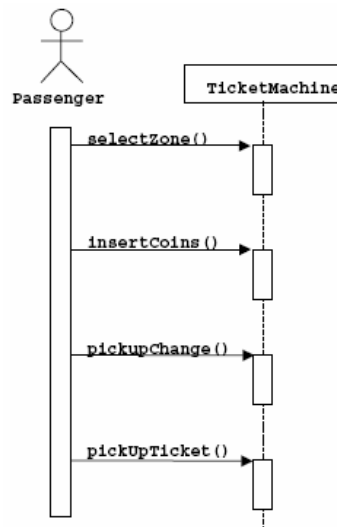 Passenger
TicketMachine
selectZone()
insertCoins()
pickupChange()
pickUpTicket()